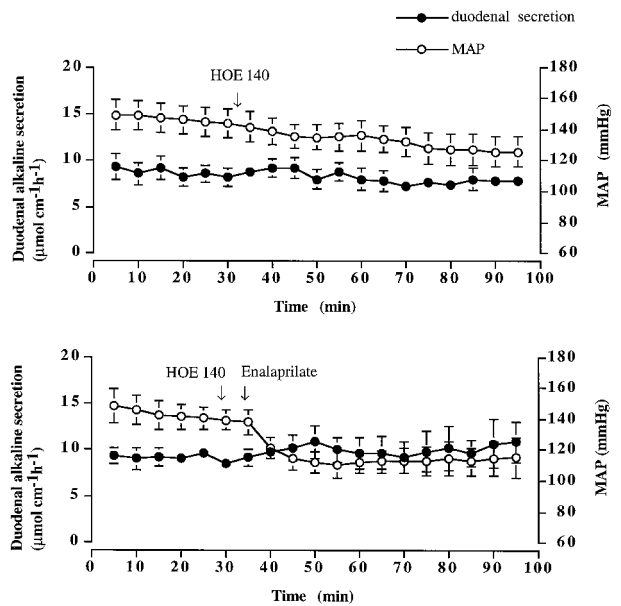 duodenal secretion
MAP
HOE 140
20
15
10
5
0
180
160
140
120
100
80
60
Duodenal alkaline secretion
(µmol cm-1h-1)
MAP (mmHg)
0 10 20 30 40 50 60 70 80 90 100
Time (min)
HOE 140 Enalaprilate
20
15
10
5
0
180
160
140
120
100
80
60
Duodenal alkaline secretion
(µmol cm-1h-1)
MAP (mmHg)
0 10 20 30 40 50 60 70 80 90 100
Time (min)